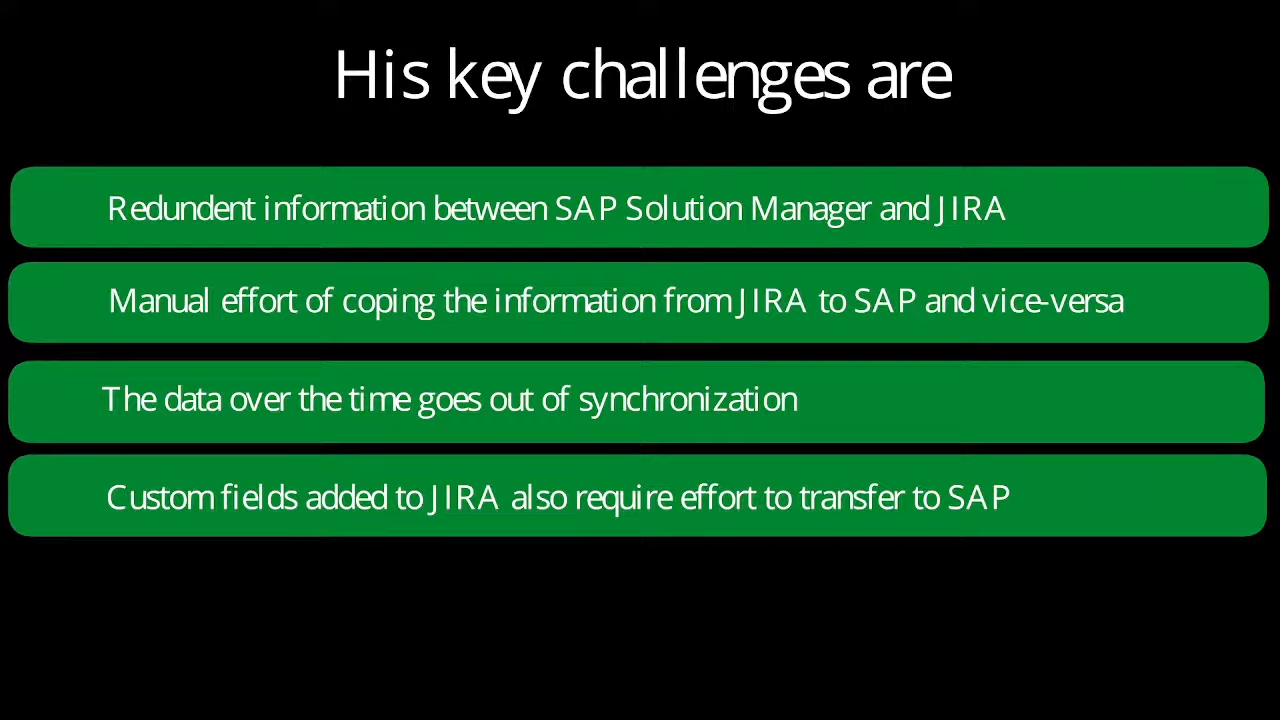 His key challenges are
Redundent information between SAP Solution Manager and JIRA
Manual effort of coping the information from JIRA to SAP and vice-versa
The data over the time goes out of synchronization
Custom fields added to JIRA also require effort to transfer to SAP